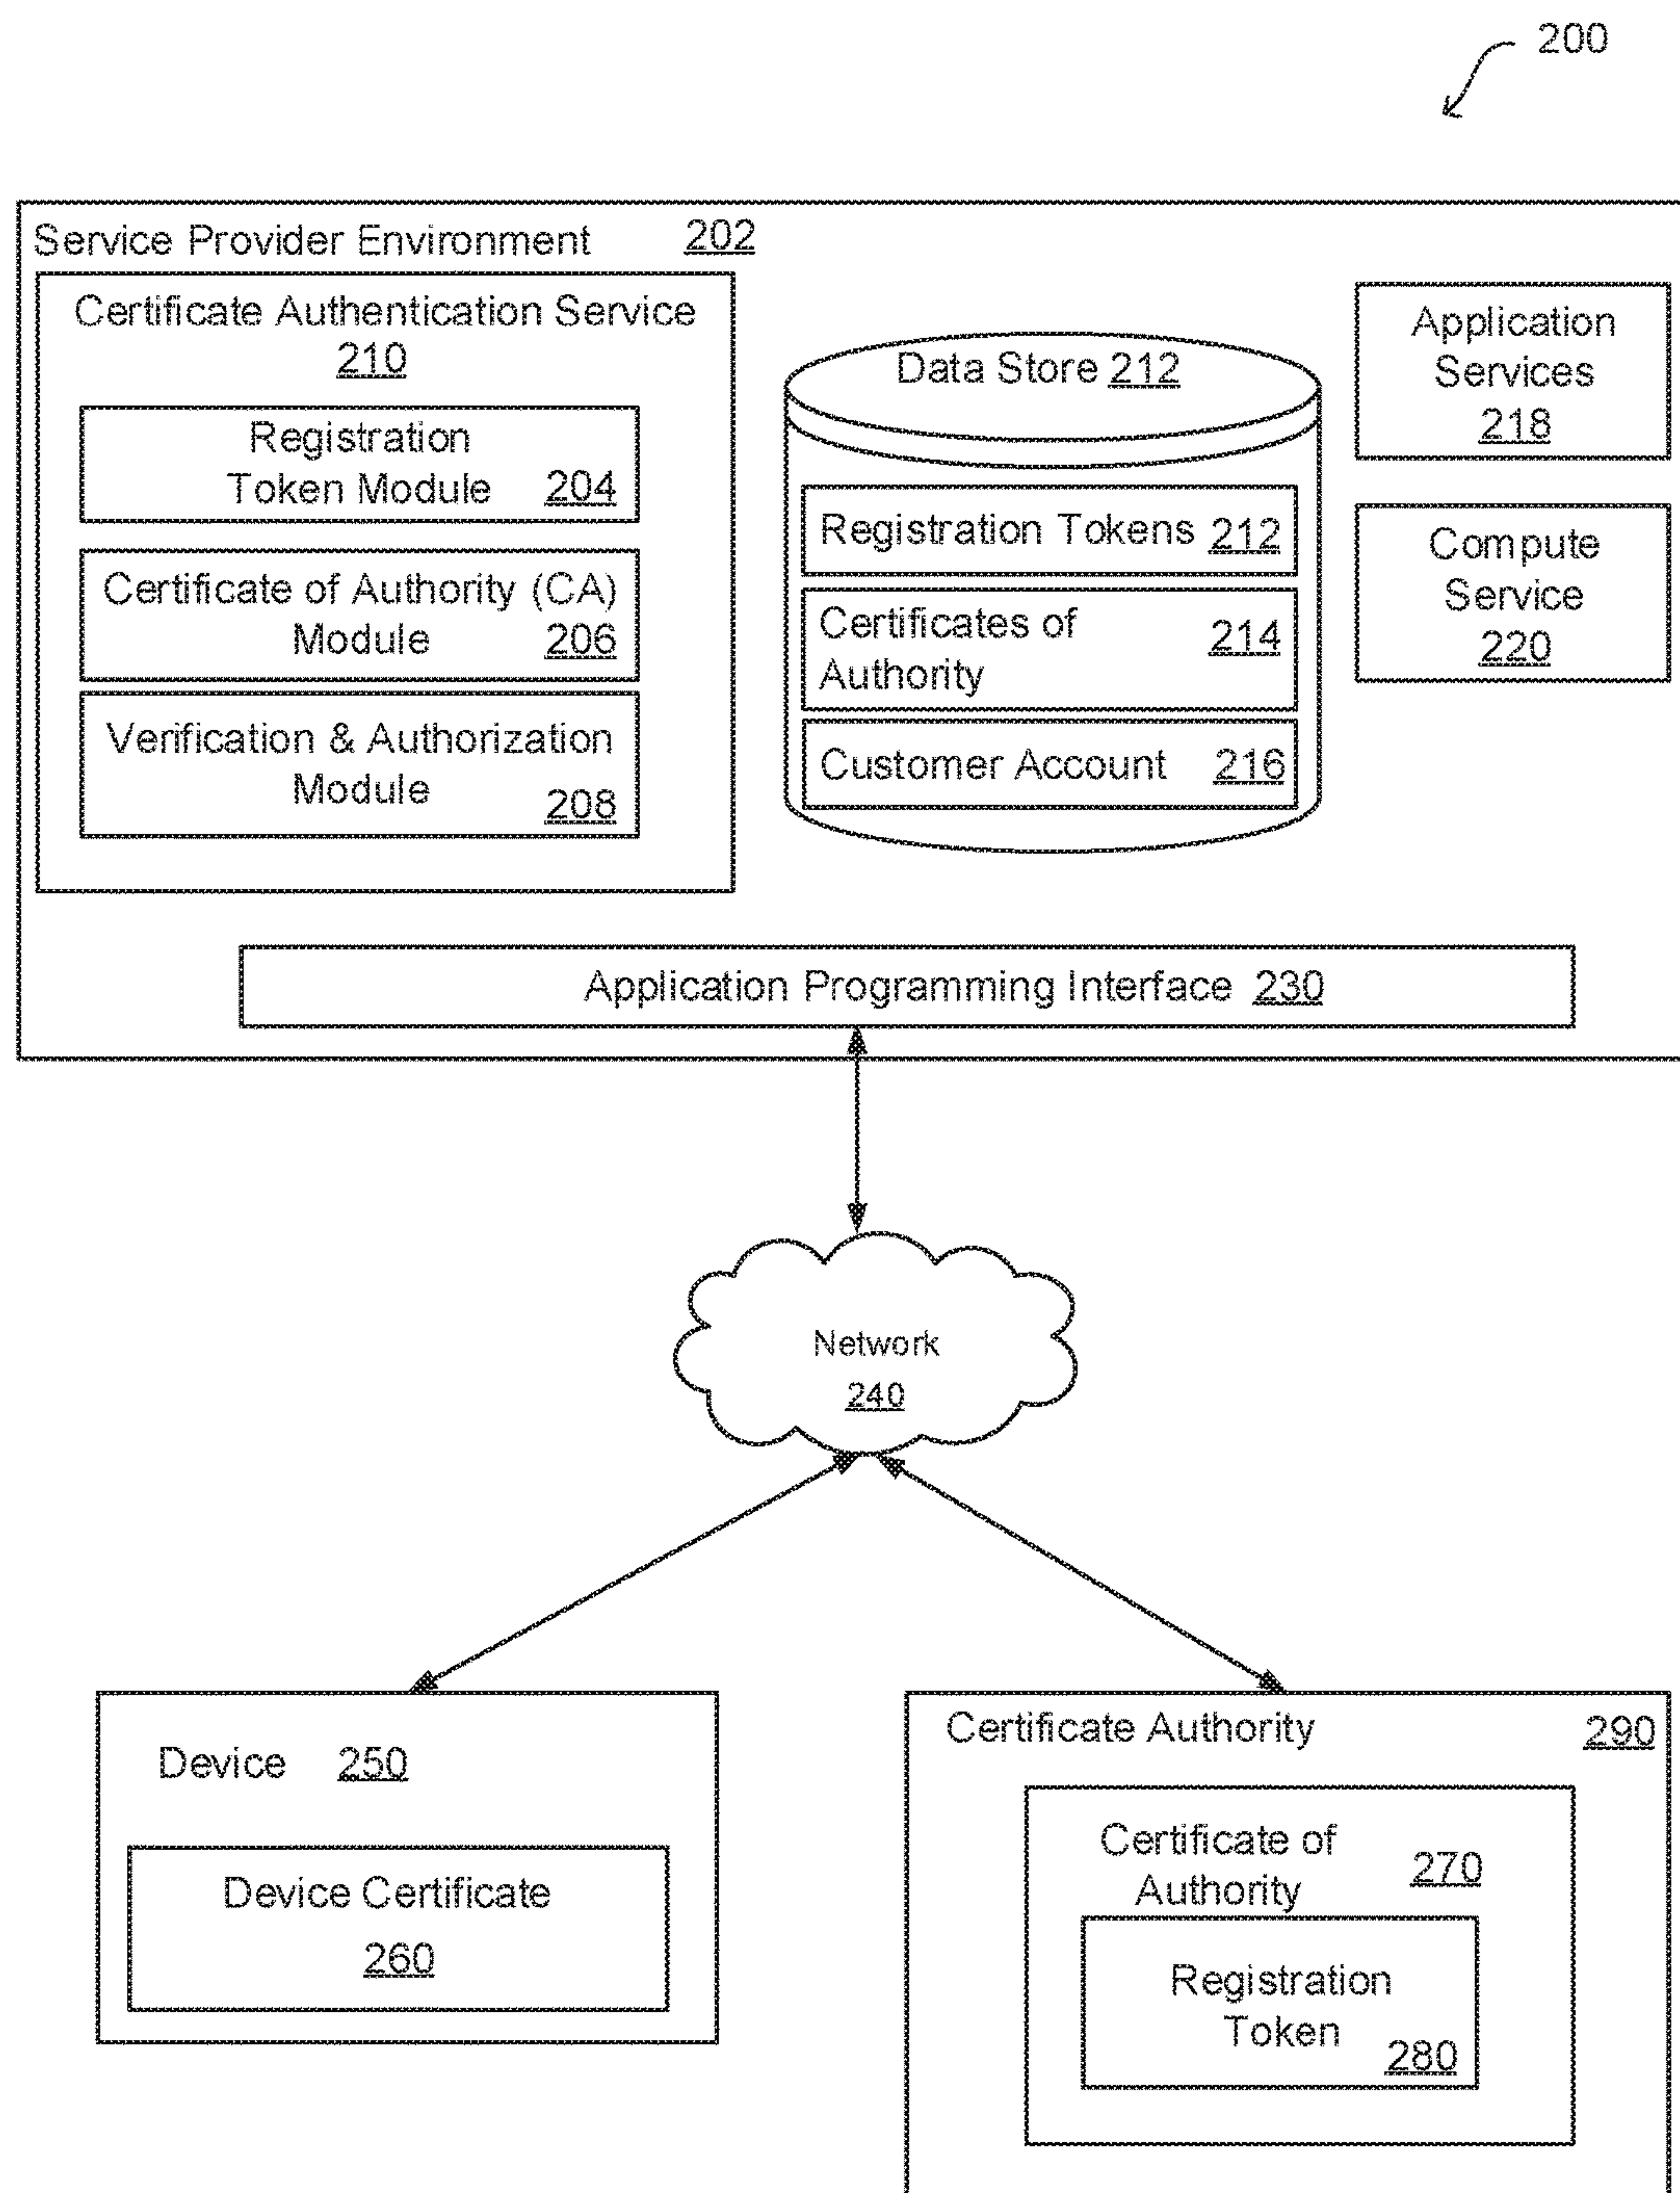 200
Service Provider Environment 202
Certificate Authentication Service
210
Registration
Token Module 204
Certificate of Authority (CA)
Module 206
Verification & Authorization
Module
208
Data Store 212
Registration Tokens 212
Certificates of
Authority
214
Customer Account 216
Application
Services
218
Compute
Service
220
Application Programming Interface 230
Network
240
Device 250
Device Certificate
260
Certificate Authority 290
Certificate of
Authority
270
Registration
Token
280